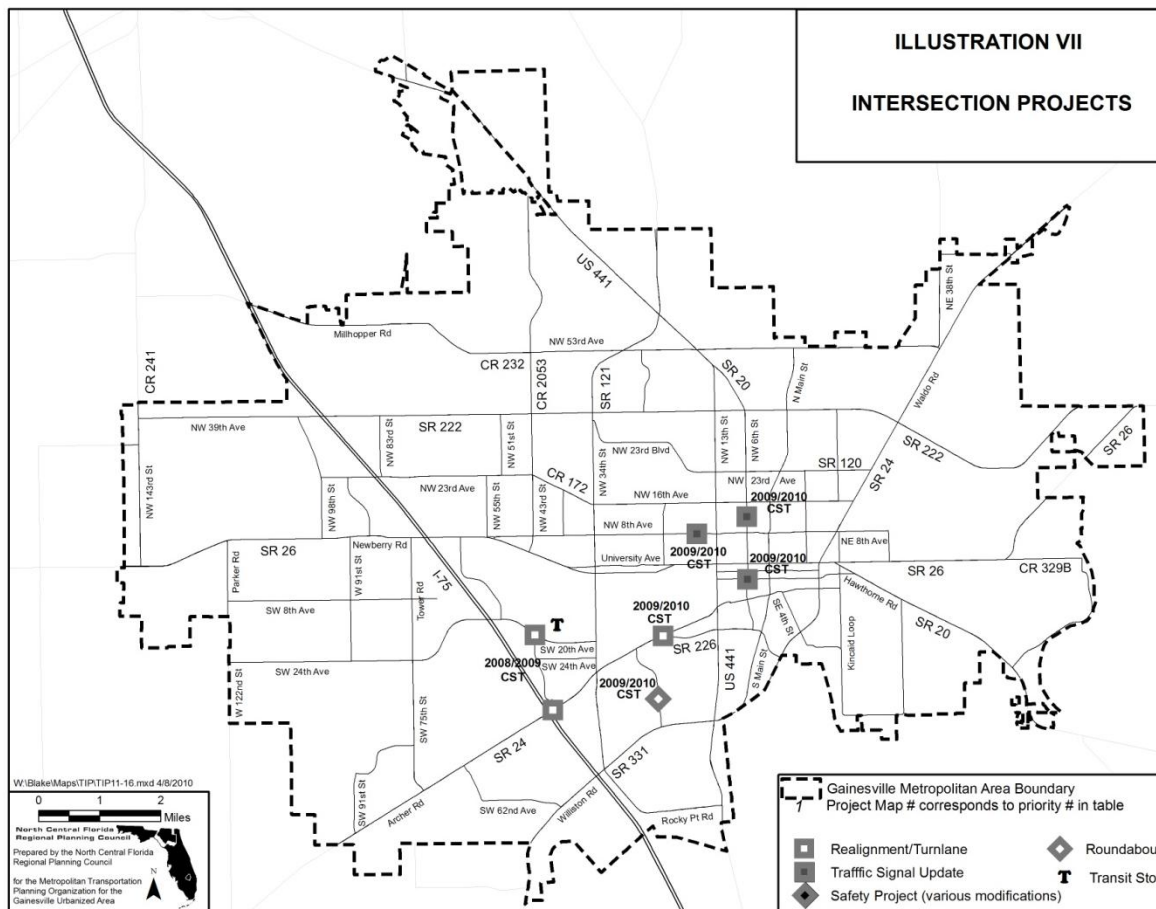 ILLUSTRATION VII
INTERSECTION PROJECTS
US 441
NE 38th St
Millhopper Rd
NW 53rd Ave
CR 232
CR 241
CR 2053
SR 121
SR 20
N Main St
Waldo Rd
NW 39th Ave
SR 222
NW 83rd St
NW 51st St
NW 13th St
NW 6th St
SR 222
SR 26
NW 143rd St
NW 98th St
NW 23rd Ave
NW 55th St
NW 43rd St
CR 172
NW 34th St
NW 23rd Blvd
NW 23rd Ave
SR 120
SR 24
NW 16th Ave
2009/2010
CST
NW 8th Ave
2009/2010
CST
2009/2010
CST
NE 8th Ave
SR 26
Newberry Rd
University Ave
SR 26
CR 329B
Parker Rd
W 91st St
Tower Rd
I-75
SW 8th Ave
Hawthorne Rd
SR 20
2009/2010
CST
T
SE 4th St
Kincaid Loop
SR 226
SW 20th Ave
SW 24th Ave
2008/2009
CST
SW 24th Ave
W 122nd St
2009/2010
CST
US 441
S Main St
SW 75th St
SR 24
SR 331
SW 91st St
Archer Rd
SW 62nd Ave
Williston Rd
Rocky Pt Rd
W:\Blake\Maps\TIP\TIP11-16.mxd 4/8/2010
0 1 2
Miles
North Central Florida
Regional Planning Council
Prepared by the North Central Florida
Regional Planning Council
for the Metropolitan Transportation
Planning Organization for the
Gainesville Urbanized Area
N
Gainesville Metropolitan Area Boundary
1 Project Map # corresponds to priority # in table
Realignment/Turnlane
Trafffic Signal Update
Safety Project (various modifications)
Roundabou
T Transit Sto